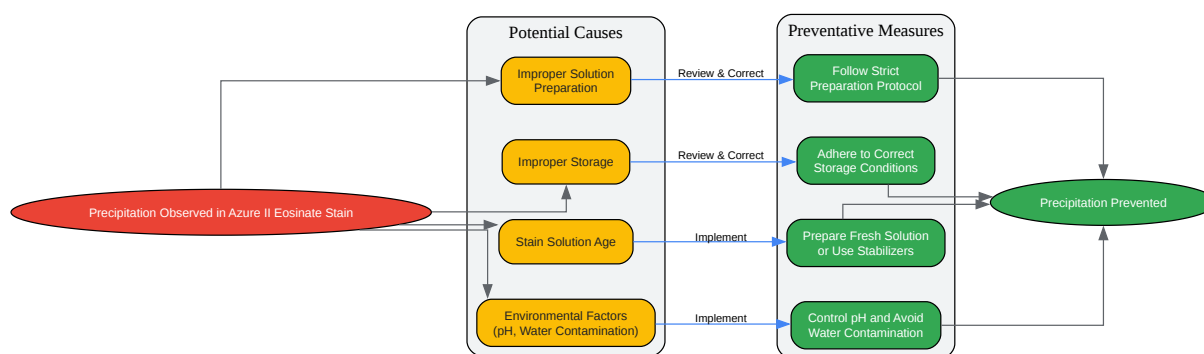 Potential Causes
Preventative Measures
Improper Solution
Preparation
Review & Correct
Follow Strict
Preparation Protocol
Improper Storage
Review & Correct
Adhere to Correct
Storage Conditions
Precipitation Observed in Azure II Eosinate Stain
Precipitation Prevented
Stain Solution Age
Implement
Prepare Fresh Solution
or Use Stabilizers
Environmental Factors
(pH, Water Contamination)
Implement
Control pH and Avoid
Water Contamination